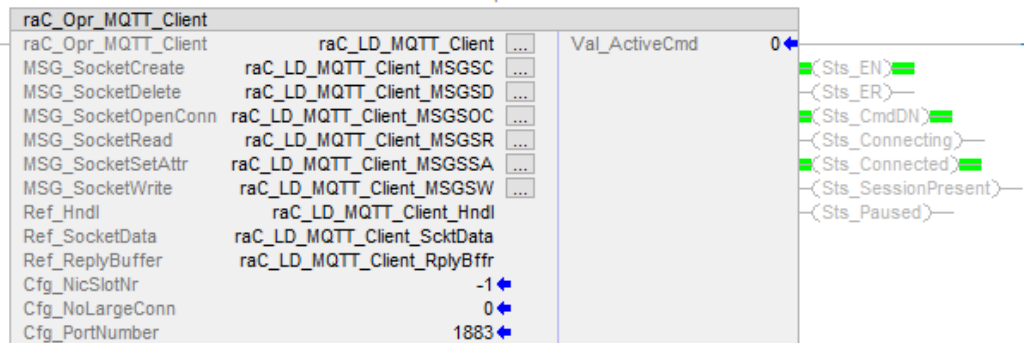 raC_Opr_MQTT_Client
raC_Opr_MQTT_Client raC_LD_MQTT_Client ... Val_ActiveCmd 0
MSG_SocketCreate raC_LD_MQTT_Client_MSGSC ... Sts_EN
MSG_SocketDelete raC_LD_MQTT_Client_MSGSD ... Sts_ER
MSG_SocketOpenConn raC_LD_MQTT_Client_MSGSOC ... Sts_CmdDN
MSG_SocketRead raC_LD_MQTT_Client_MSGSR ... Sts_Connecting
MSG_SocketSetAttr raC_LD_MQTT_Client_MSGSSA ... Sts_Connected
MSG_SocketWrite raC_LD_MQTT_Client_MSGSW ... Sts_SessionPresent
Ref_Hndl raC_LD_MQTT_Client_Hndl Sts_Paused
Ref_SocketData raC_LD_MQTT_Client_ScktData
Ref_ReplyBuffer raC_LD_MQTT_Client_RplyBffr
Cfg_NicSlotNr -1
Cfg_NoLargeConn 0
Cfg_PortNumber 1883